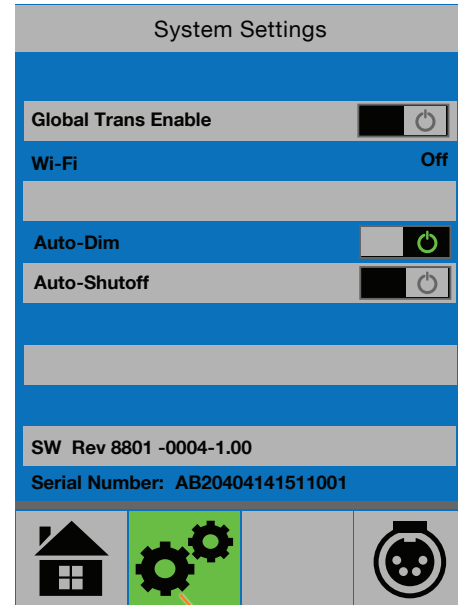 System Settings
Global Trans Enable
Wi-Fi Off
Auto-Dim
Auto-Shutoff
SW Rev 8801 -0004-1.00
Serial Number: AB20404141511001